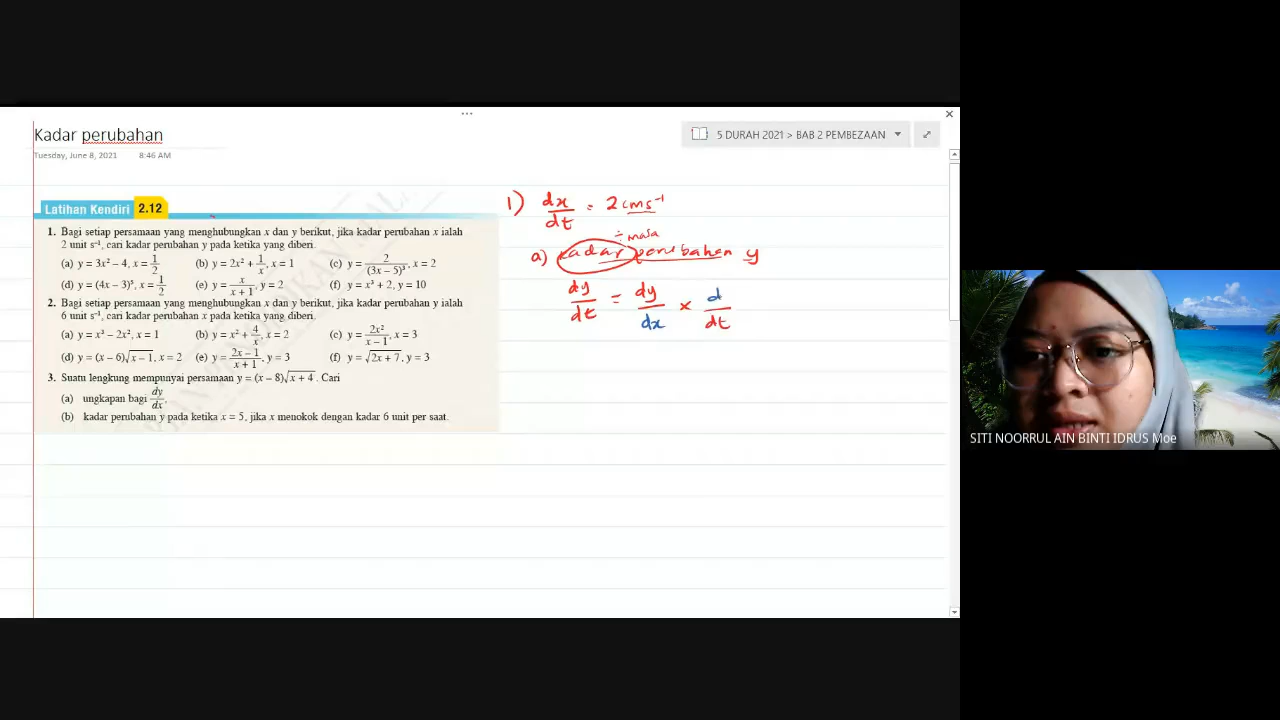 Kadar perubahan
Tuesday, June 8, 2021 8:46 AM
5 DURAH 2021 > BAB 2 PEMBEZAAN
Latihan Kendiri 2.12
1. Bagi setiap persamaan yang menghubungkan x dan y berikut, jika kadar perubahan x ialah
2 unit s⁻¹, cari kadar perubahan y pada ketika yang diberi.
(a) y = 3x² – 4, x = 1/2 (b) y = 2x² + 1/x, x = 1 (c) y = 2/(3x – 5)³, x = 2
(d) y = (4x – 3)⁵, x = 1/2 (e) y = x/(x + 1), y = 2 (f) y = x³ + 2, y = 10
2. Bagi setiap persamaan yang menghubungkan x dan y berikut, jika kadar perubahan y ialah
6 unit s⁻¹, cari kadar perubahan x pada ketika yang diberi.
(a) y = x³ – 2x², x = 1 (b) y = x² + 4/x, x = 2 (c) y = 2x²/(x – 1), x = 3
(d) y = (x – 6)√(x – 1), x = 2 (e) y = (2x – 1)/(x + 1), y = 3 (f) y = √(2x + 7), y = 3
3. Suatu lengkung mempunyai persamaan y = (x – 8)√(x + 4). Cari
(a) ungkapan bagi dy/dx,
(b) kadar perubahan y pada ketika x = 5, jika x menokok dengan kadar 6 unit per saat.
1) dx/dt = 2 cms⁻¹
÷ masa
a) kadar perubahan y
dy/dt = dy/dx × d/dt
SITI NOORRUL AIN BINTI IDRUS Moe